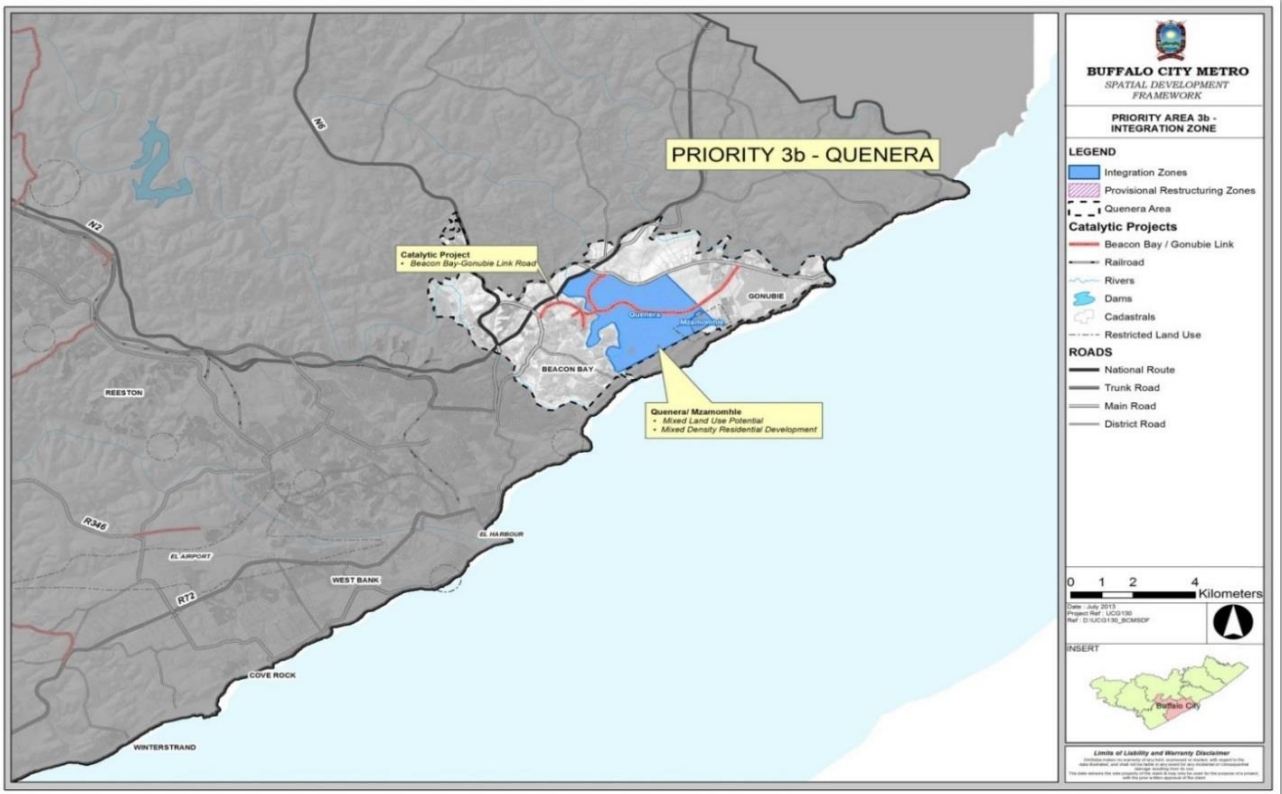 N6
PRIORITY 3b - QUENERA
N2
Catalytic Project
• Beacon Bay-Gonubie Link Road
GONUBIE
Quenera
Mzamomhle
BEACON BAY
REESTON
Quenera/ Mzamomhle
• Mixed Land Use Potential
• Mixed Density Residential Development
R346
EL HARBOUR
EL AIRPORT
WEST BANK
R72
COVE ROCK
WINTERSTRAND
BUFFALO CITY METRO
SPATIAL DEVELOPMENT
FRAMEWORK
PRIORITY AREA 3b -
INTEGRATION ZONE
LEGEND
Integration Zones
Provisional Restructuring Zones
Quenera Area
Catalytic Projects
Beacon Bay / Gonubie Link
Railroad
Rivers
Dams
Cadastrals
Restricted Land Use
ROADS
National Route
Trunk Road
Main Road
District Road
0 1 2 4
Kilometers
Date : July 2013
Project Ref : UCG130
Ref : D:\UCG130_BCMSDF
INSERT
Buffalo City
Limits of Liability and Warranty Disclaimer